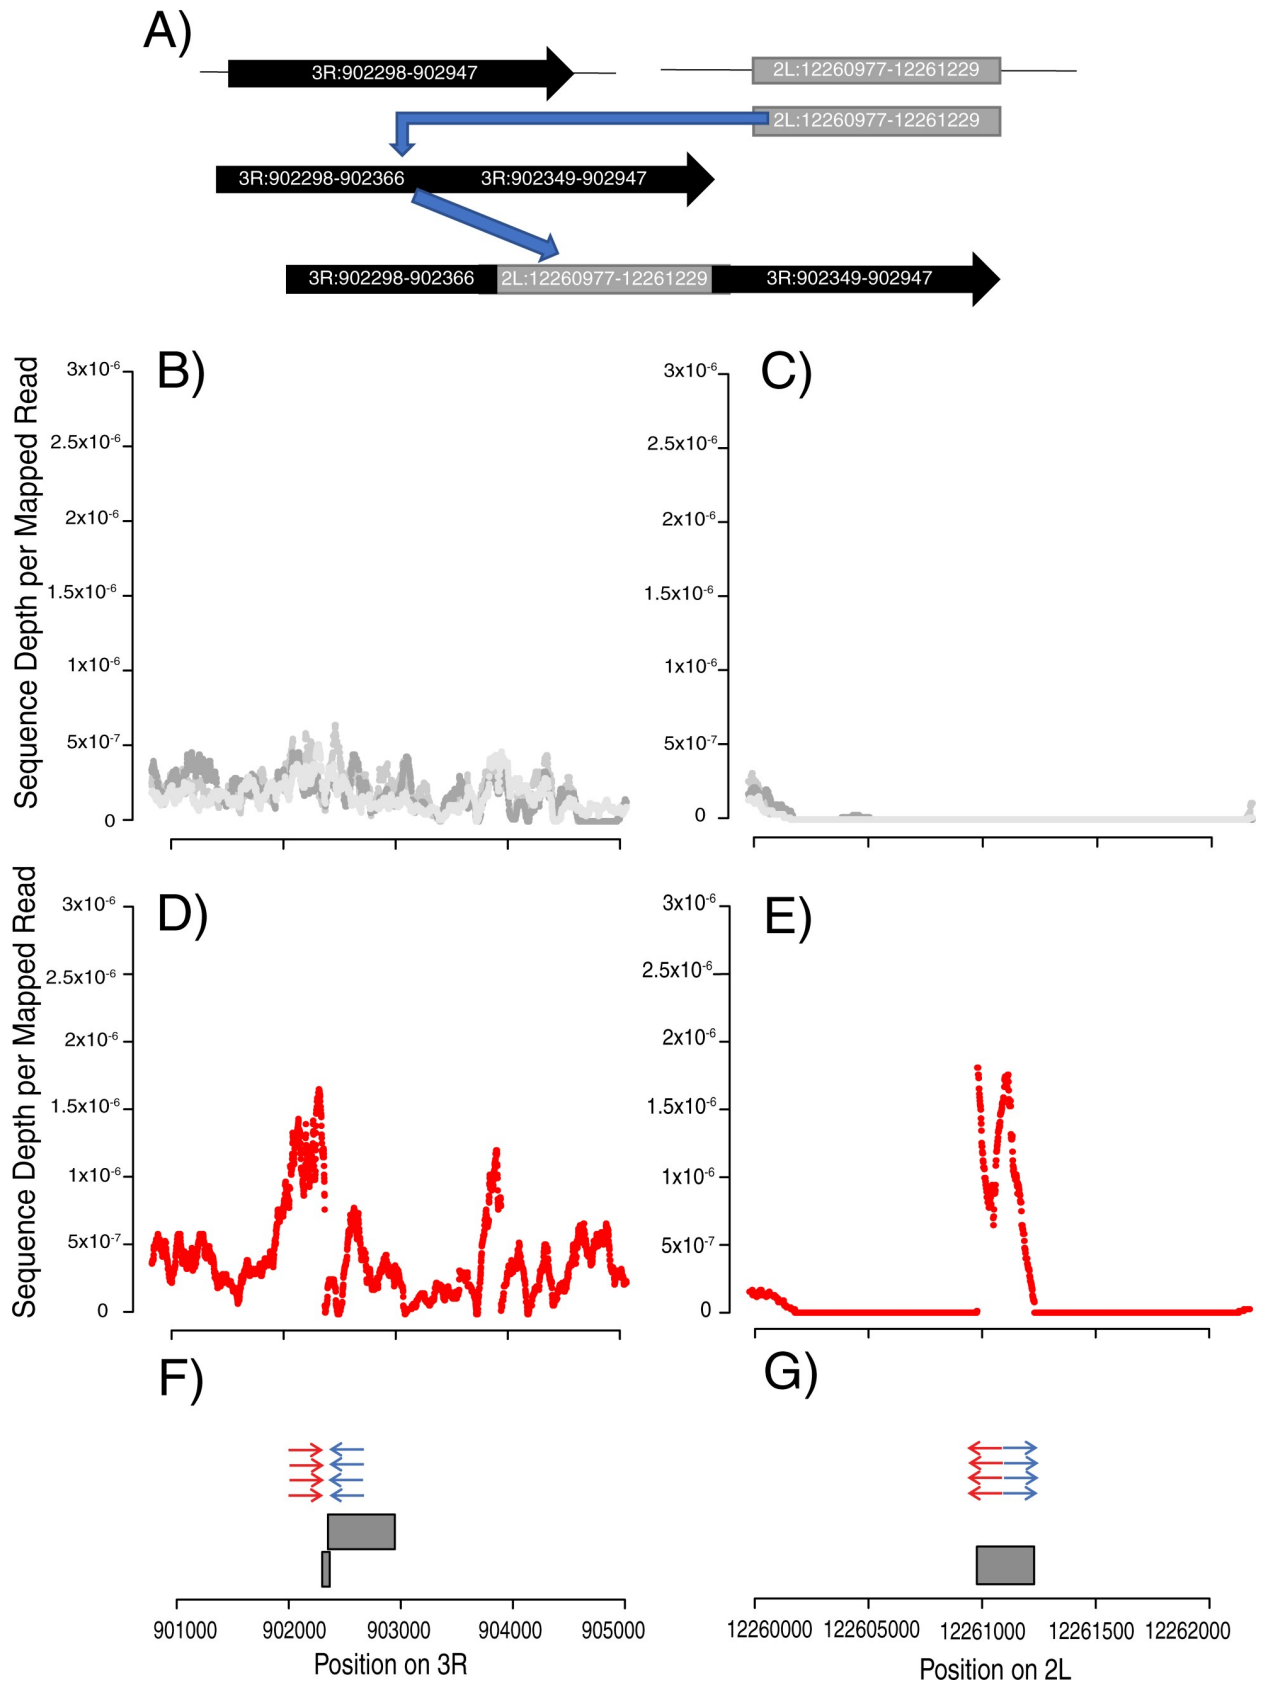 A)
3R:902298-902947
2L:12260977-12261229
2L:12260977-12261229
3R:902298-902366 3R:902349-902947
3R:902298-902366 2L:12260977-12261229 3R:902349-902947
B)
Sequence Depth per Mapped Read
3x10-6
2.5x10-6
2x10-6
1.5x10-6
1x10-6
5x10-7
0
C)
3x10-6
2.5x10-6
2x10-6
1.5x10-6
1x10-6
5x10-7
0
D)
Sequence Depth per Mapped Read
3x10-6
2.5x10-6
2x10-6
1.5x10-6
1x10-6
5x10-7
0
E)
3x10-6
2.5x10-6
2x10-6
1.5x10-6
1x10-6
5x10-7
0
F)
901000 902000 903000 904000 905000
Position on 3R
G)
12260000 122605000 12261000 12261500 12262000
Position on 2L